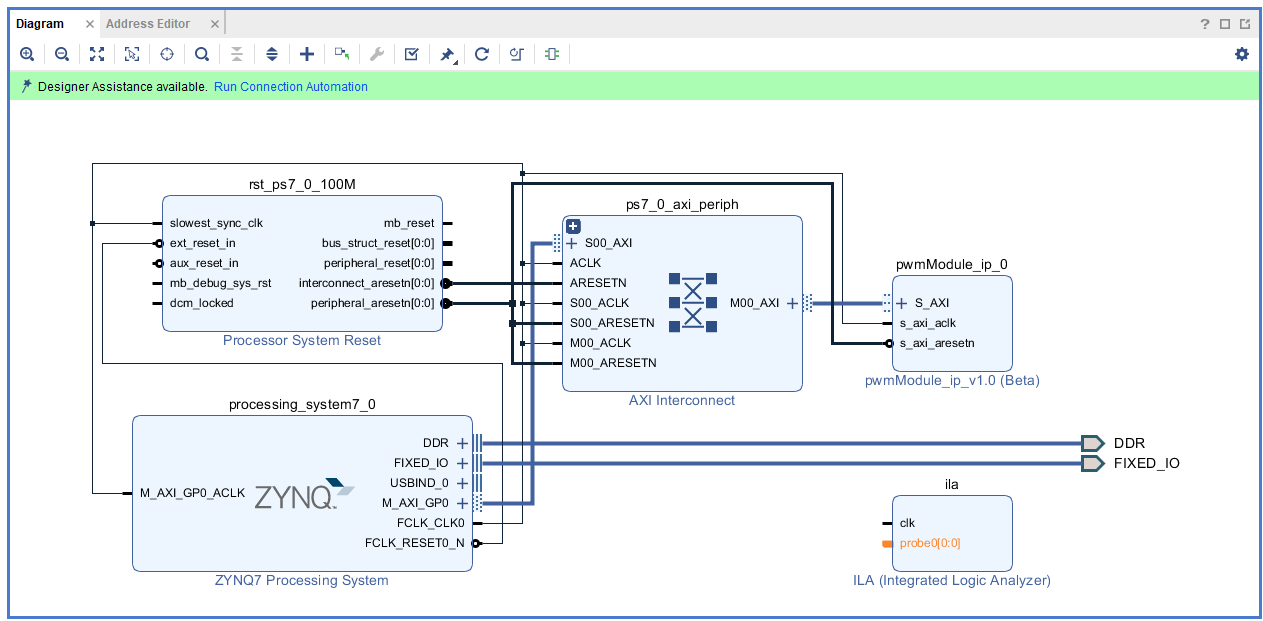 Diagram × Address Editor ×
? 
Designer Assistance available. Run Connection Automation
rst_ps7_0_100M
slowest_sync_clk mb_reset
ext_reset_in bus_struct_reset[0:0]
aux_reset_in peripheral_reset[0:0]
mb_debug_sys_rst interconnect_aresetn[0:0]
dcm_locked peripheral_aresetn[0:0]
Processor System Reset
ps7_0_axi_periph
S00_AXI
ACLK
ARESETN
S00_ACLK M00_AXI
S00_ARESETN
M00_ACLK
M00_ARESETN
AXI Interconnect
pwmModule_ip_0
S_AXI
s_axi_aclk
s_axi_aresetn
pwmModule_ip_v1.0 (Beta)
processing_system7_0
DDR
FIXED_IO
USBIND_0
M_AXI_GP0_ACLK ZYNQ M_AXI_GP0
FCLK_CLK0
FCLK_RESET0_N
ZYNQ7 Processing System
DDR
FIXED_IO
ila
clk
probe0[0:0]
ILA (Integrated Logic Analyzer)